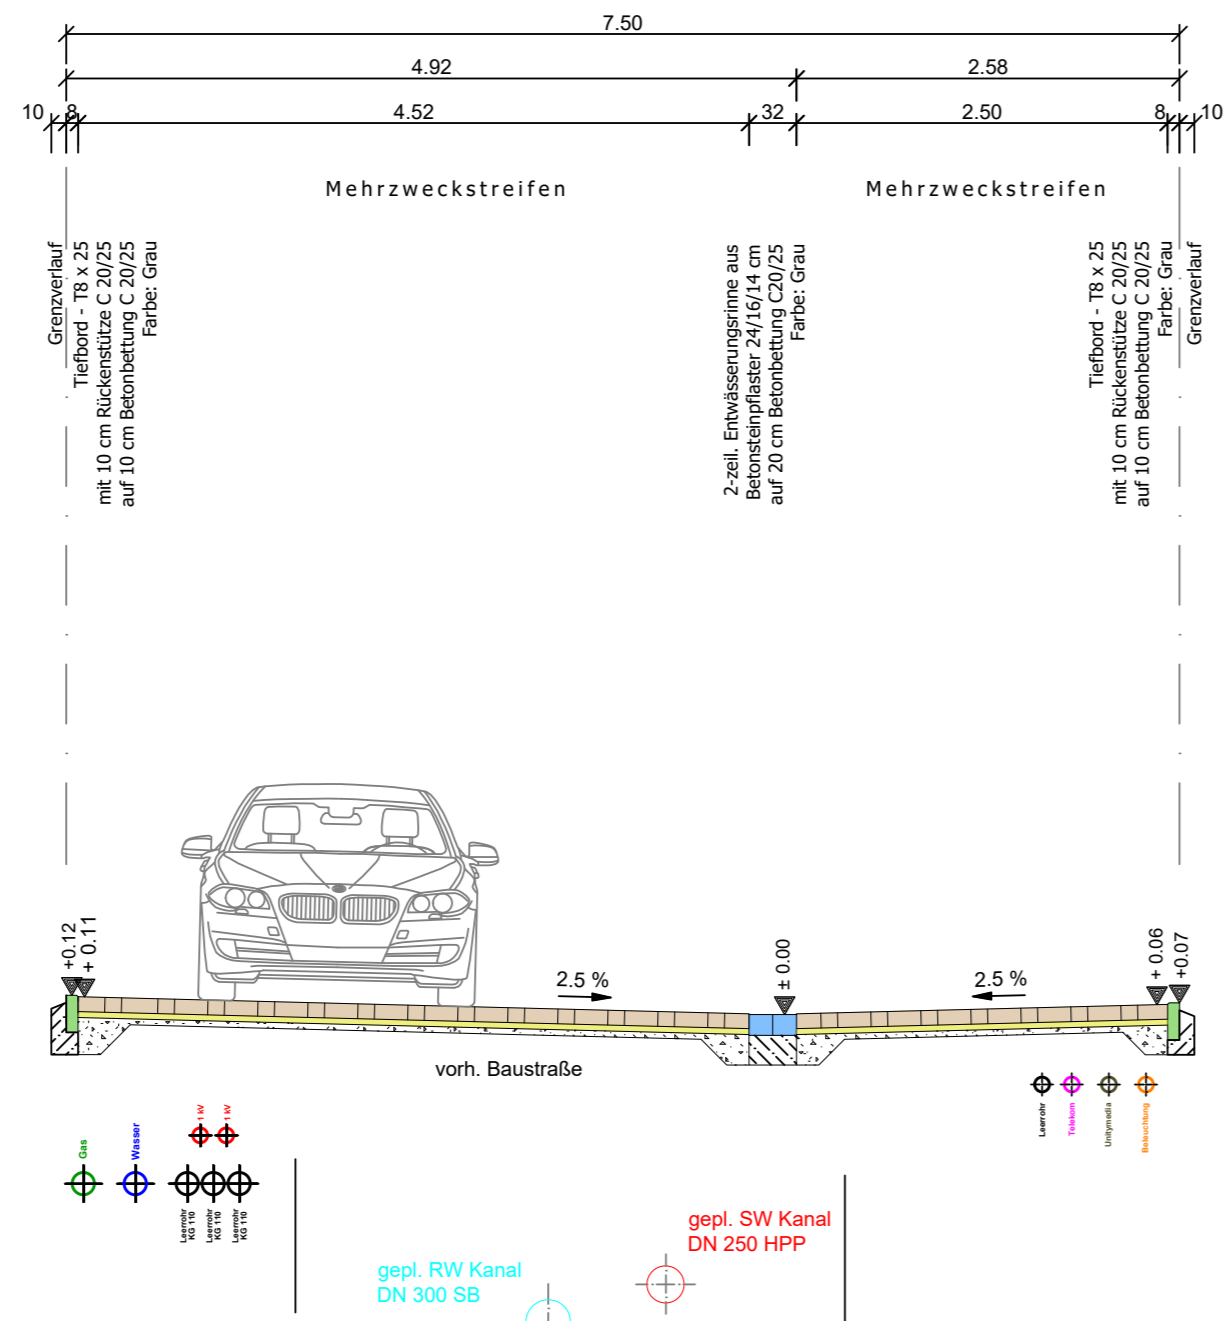 7.50
4.92
2.58
10
8
4.52
32
2.50
8
10
Mehrzweckstreifen
Mehrzweckstreifen
Grenzverlauf
Tiefbord - T8 x 25
mit 10 cm Rückenstütze C 20/25
auf 10 cm Betonbettung C 20/25
Farbe: Grau
2-zeil. Entwässerungsrinne aus
Betonsteinpflaster 24/16/14 cm
auf 20 cm Betonbettung C20/25
Farbe: Grau
Tiefbord - T8 x 25
mit 10 cm Rückenstütze C 20/25
auf 10 cm Betonbettung C 20/25
Farbe: Grau
Grenzverlauf
+0.12
+ 0.11
2.5 %
± 0.00
2.5 %
+ 0.06
+0.07
vorh. Baustraße
Gas
Wasser
1 kV
1 kV
Leerrohr
KG 110
Leerrohr
KG 110
Leerrohr
KG 110
Leerrohr
Telekom
Unitymedia
Beleuchtung
gepl. SW Kanal
DN 250 HPP
gepl. RW Kanal
DN 300 SB